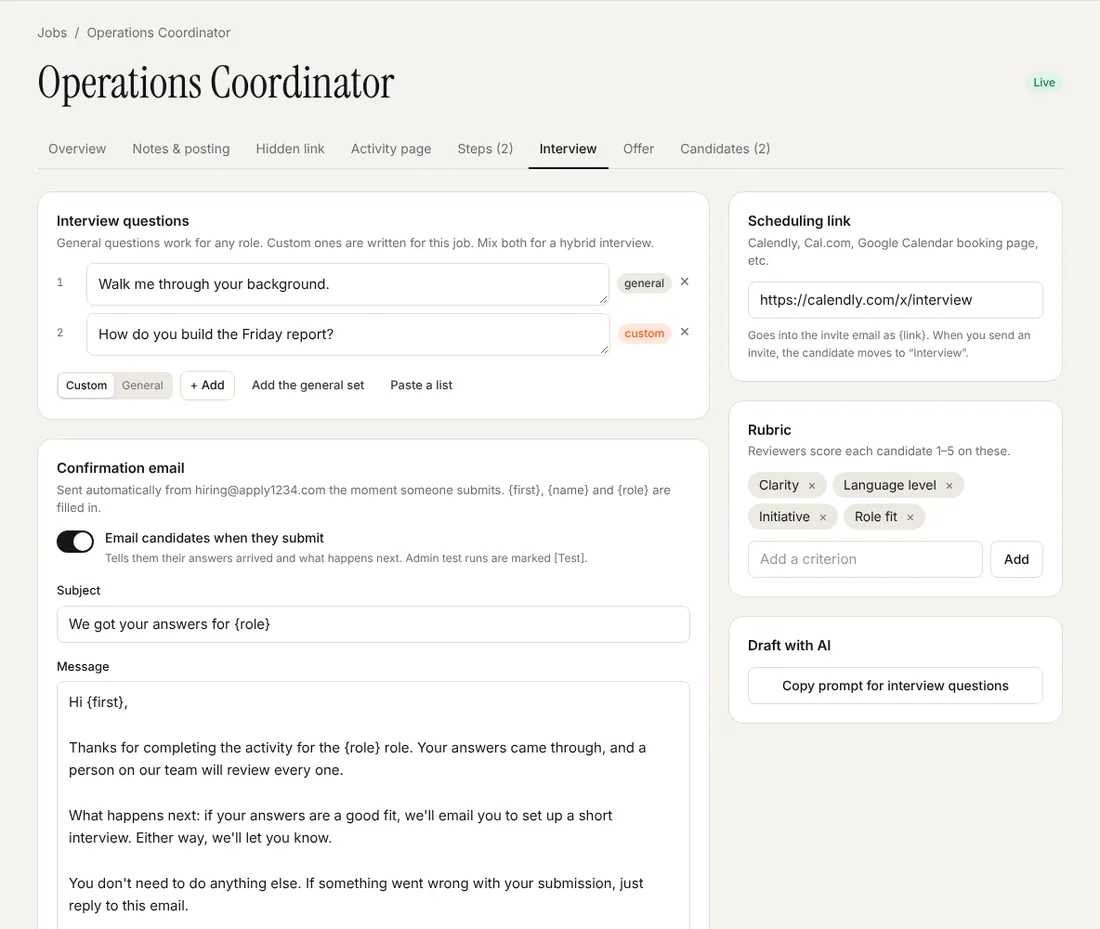 Jobs / Operations Coordinator
Operations Coordinator
Live
Overview Notes & posting Hidden link Activity page Steps (2) Interview Offer Candidates (2)
Interview questions
General questions work for any role. Custom ones are written for this job. Mix both for a hybrid interview.
1 Walk me through your background. general ×
2 How do you build the Friday report? custom ×
Custom General + Add Add the general set Paste a list
Confirmation email
Sent automatically from hiring@apply1234.com the moment someone submits. {first}, {name} and {role} are
filled in.
Email candidates when they submit
Tells them their answers arrived and what happens next. Admin test runs are marked [Test].
Subject
We got your answers for {role}
Message
Hi {first},
Thanks for completing the activity for the {role} role. Your answers came through, and a
person on our team will review every one.
What happens next: if your answers are a good fit, we'll email you to set up a short
interview. Either way, we'll let you know.
You don't need to do anything else. If something went wrong with your submission, just
reply to this email.
Scheduling link
Calendly, Cal.com, Google Calendar booking page,
etc.
https://calendly.com/x/interview
Goes into the invite email as {link}. When you send an
invite, the candidate moves to “Interview”.
Rubric
Reviewers score each candidate 1–5 on these.
Clarity × Language level ×
Initiative × Role fit ×
Add a criterion Add
Draft with AI
Copy prompt for interview questions